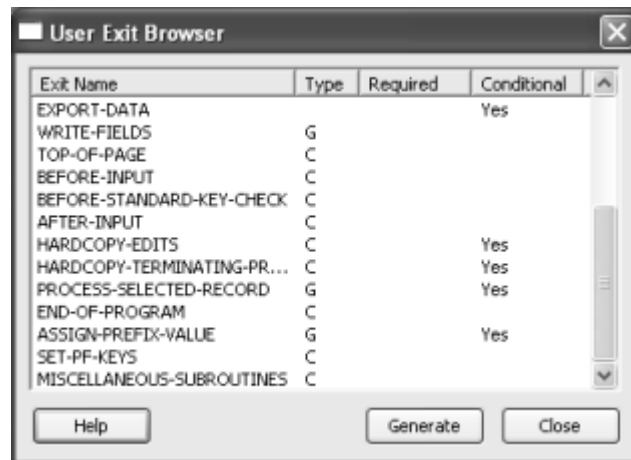 User Exit Browser
Exit Name Type Required Conditional
EXPORT-DATA Yes
WRITE-FIELDS G
TOP-OF-PAGE C
BEFORE-INPUT C
BEFORE-STANDARD-KEY-CHECK C
AFTER-INPUT C
HARDCOPY-EDITS C Yes
HARDCOPY-TERMINATING-PR... C Yes
PROCESS-SELECTED-RECORD G Yes
END-OF-PROGRAM C
ASSIGN-PREFIX-VALUE G Yes
SET-PF-KEYS C
MISCELLANEOUS-SUBROUTINES C
Help Generate Close